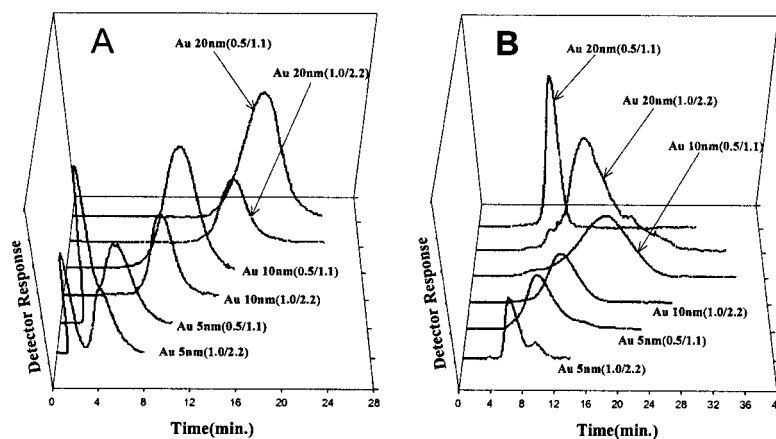 A
Au 20nm(0.5/1.1)
Au 20nm(1.0/2.2)
Au 10nm(0.5/1.1)
Au 10nm(1.0/2.2)
Au 5nm(0.5/1.1)
Au 5nm(1.0/2.2)
Detector Response
0 4 8 12 16 20 24 28
Time(min.)
B
Au 20nm(0.5/1.1)
Au 20nm(1.0/2.2)
Au 10nm(0.5/1.1)
Au 10nm(1.0/2.2)
Au 5nm(0.5/1.1)
Au 5nm(1.0/2.2)
Detector Response
0 4 8 12 16 20 24 28 32 36
Time(min.)